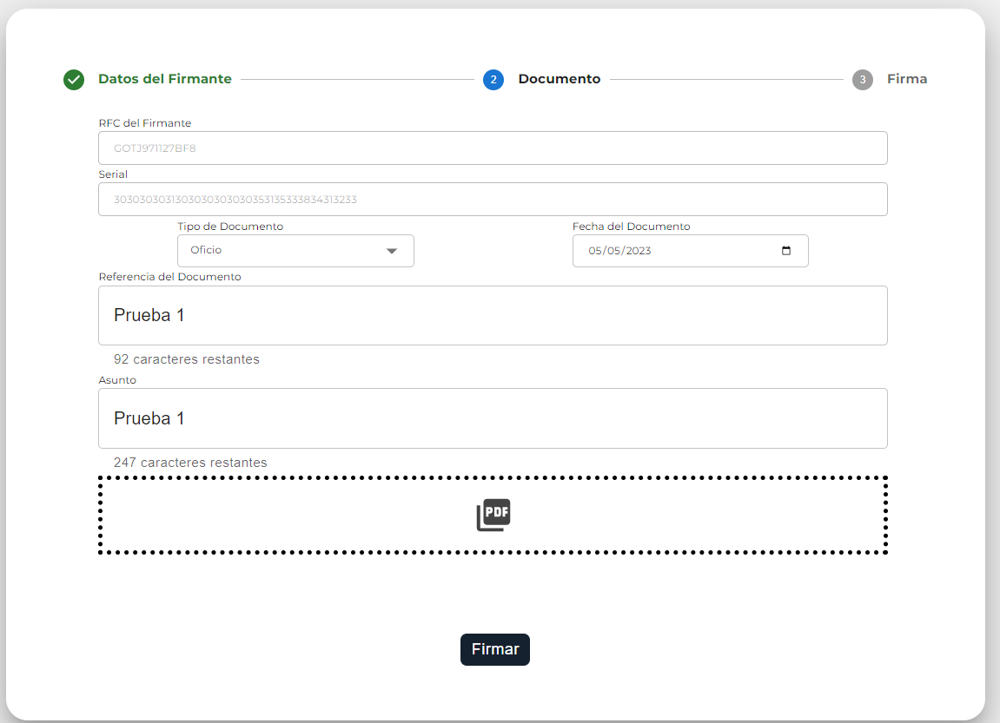 Datos del Firmante 2 Documento 3 Firma
RFC del Firmante
GOTJ971127BF8
Serial
3030303031303030303030353135333834313233
Tipo de Documento Fecha del Documento
Oficio 05/05/2023
Referencia del Documento
Prueba 1
92 caracteres restantes
Asunto
Prueba 1
247 caracteres restantes
PDF
Firmar